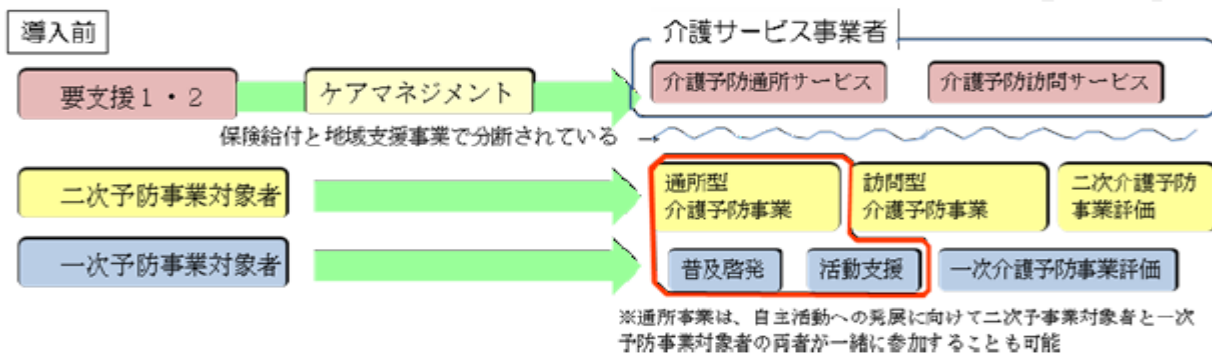 導入前
介護サービス事業者
要支援1・2
ケアマネジメント
介護予防通所サービス
介護予防訪問サービス
保険給付と地域支援事業で分断されている
二次予防事業対象者
通所型
介護予防事業
訪問型
介護予防事業
二次介護予防
事業評価
一次予防事業対象者
普及啓発
活動支援
一次介護予防事業評価
※通所事業は、自主活動への発展に向けて二次予事業対象者と一次
予防事業対象者の両者が一緒に参加することも可能